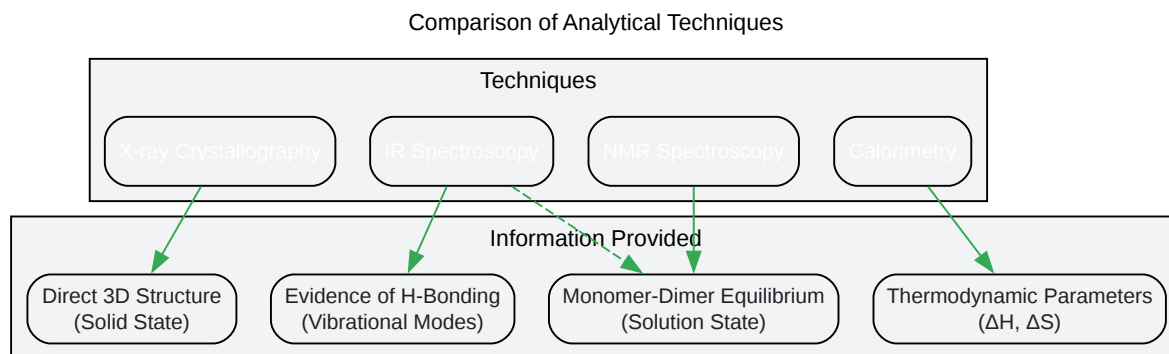 Comparison of Analytical Techniques
Techniques
X-ray Crystallography
IR Spectroscopy
NMR Spectroscopy
Calorimetry
Information Provided
Direct 3D Structure
(Solid State)
Evidence of H-Bonding
(Vibrational Modes)
Monomer-Dimer Equilibrium
(Solution State)
Thermodynamic Parameters
(ΔH, ΔS)